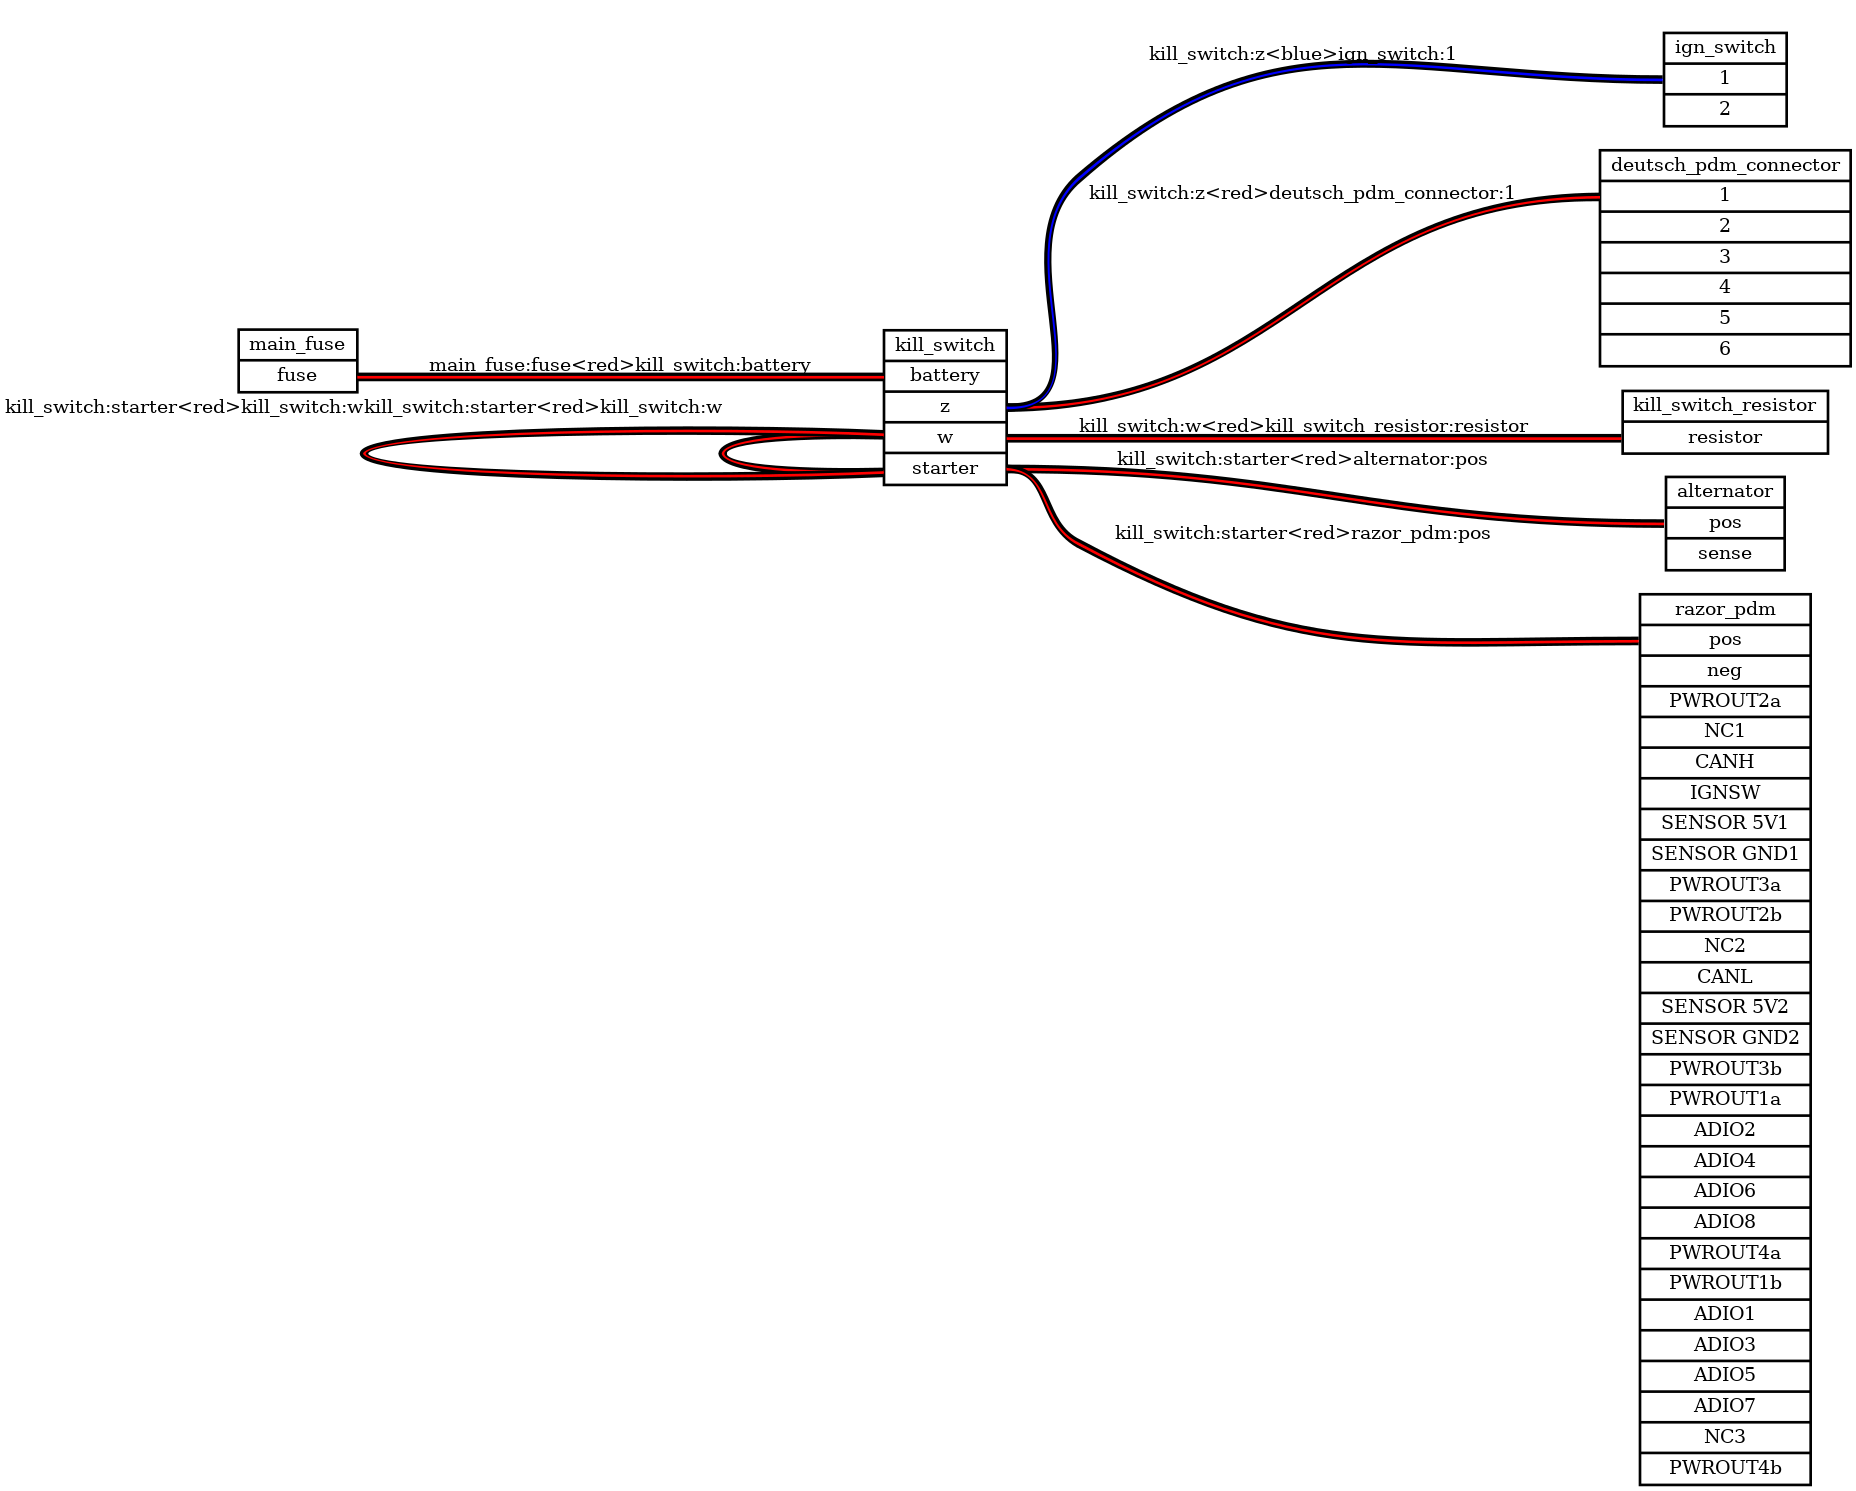 kill_switch:z<blue>ign_switch:1
ign_switch
1
2
kill_switch:z<red>deutsch_pdm_connector:1
deutsch_pdm_connector
1
2
3
4
5
6
main_fuse
fuse
main_fuse:fuse<red>kill_switch:battery
kill_switch:starter<red>kill_switch:wkill_switch:starter<red>kill_switch:w
kill_switch
battery
z
w
starter
kill_switch:w<red>kill_switch_resistor:resistor
kill_switch_resistor
resistor
kill_switch:starter<red>alternator:pos
alternator
pos
sense
kill_switch:starter<red>razor_pdm:pos
razor_pdm
pos
neg
PWROUT2a
NC1
CANH
IGNSW
SENSOR 5V1
SENSOR GND1
PWROUT3a
PWROUT2b
NC2
CANL
SENSOR 5V2
SENSOR GND2
PWROUT3b
PWROUT1a
ADIO2
ADIO4
ADIO6
ADIO8
PWROUT4a
PWROUT1b
ADIO1
ADIO3
ADIO5
ADIO7
NC3
PWROUT4b